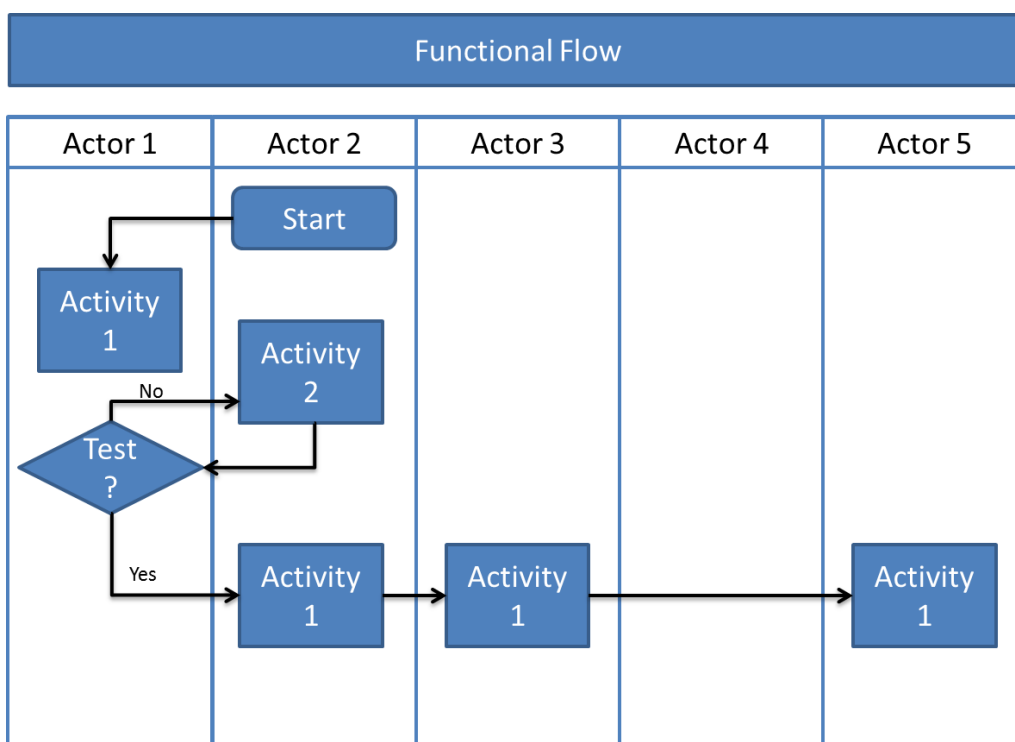 Functional Flow
Actor 1
Actor 2
Actor 3
Actor 4
Actor 5
Start
Activity
1
Activity
2
No
Test
?
Yes
Activity
1
Activity
1
Activity
1